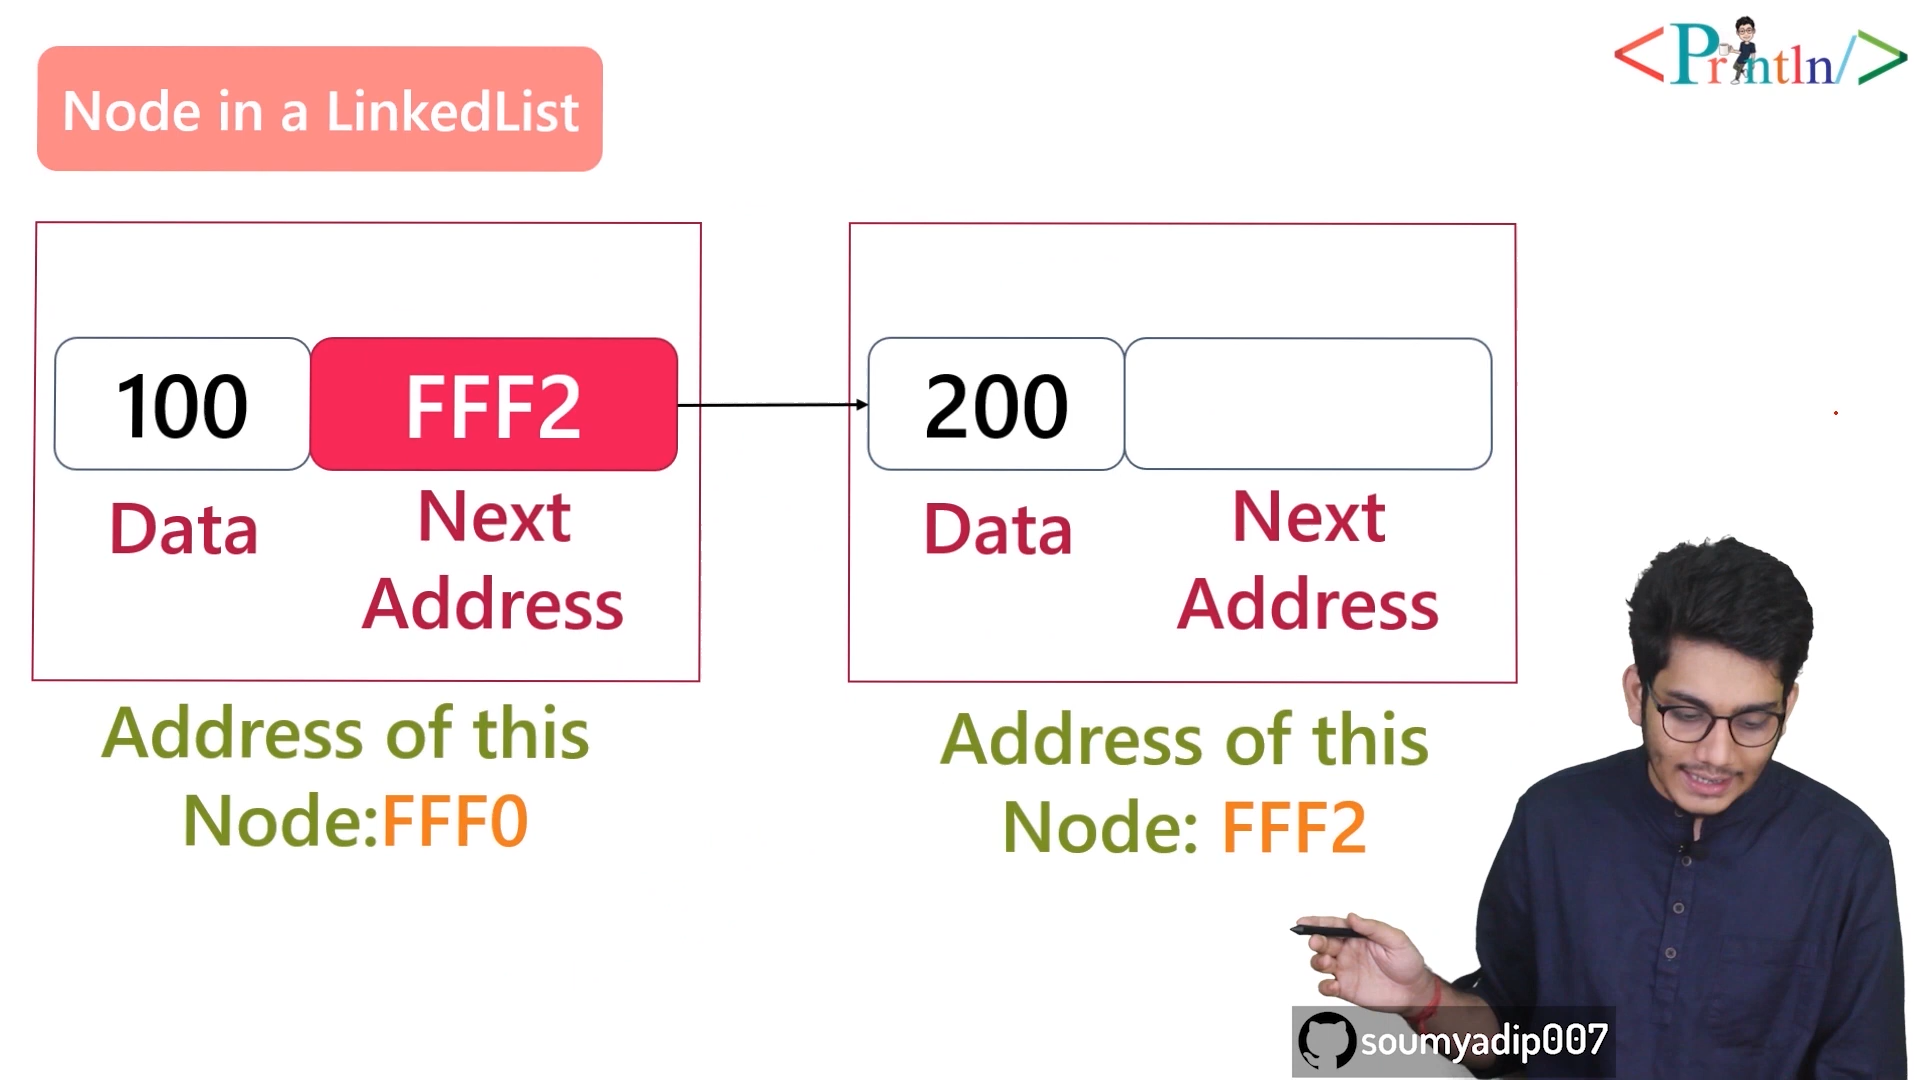 <Println/>
Node in a LinkedList
100
FFF2
200
Data
Next
Address
Data
Next
Address
Address of this
Node:FFF0
Address of this
Node: FFF2
soumyadip007